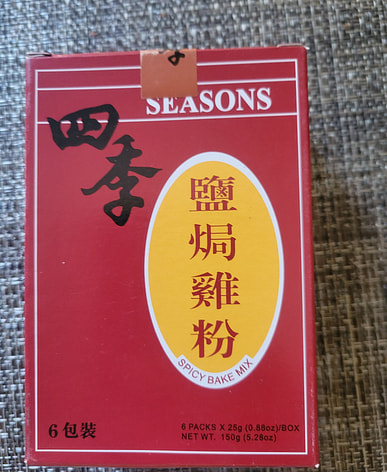 SEASONS
四季
鹽焗雞粉
SPICY BAKE MIX
6包裝
6 PACKS X 25g (0.88oz)/BOX
NET WT. 150g (5.28oz)